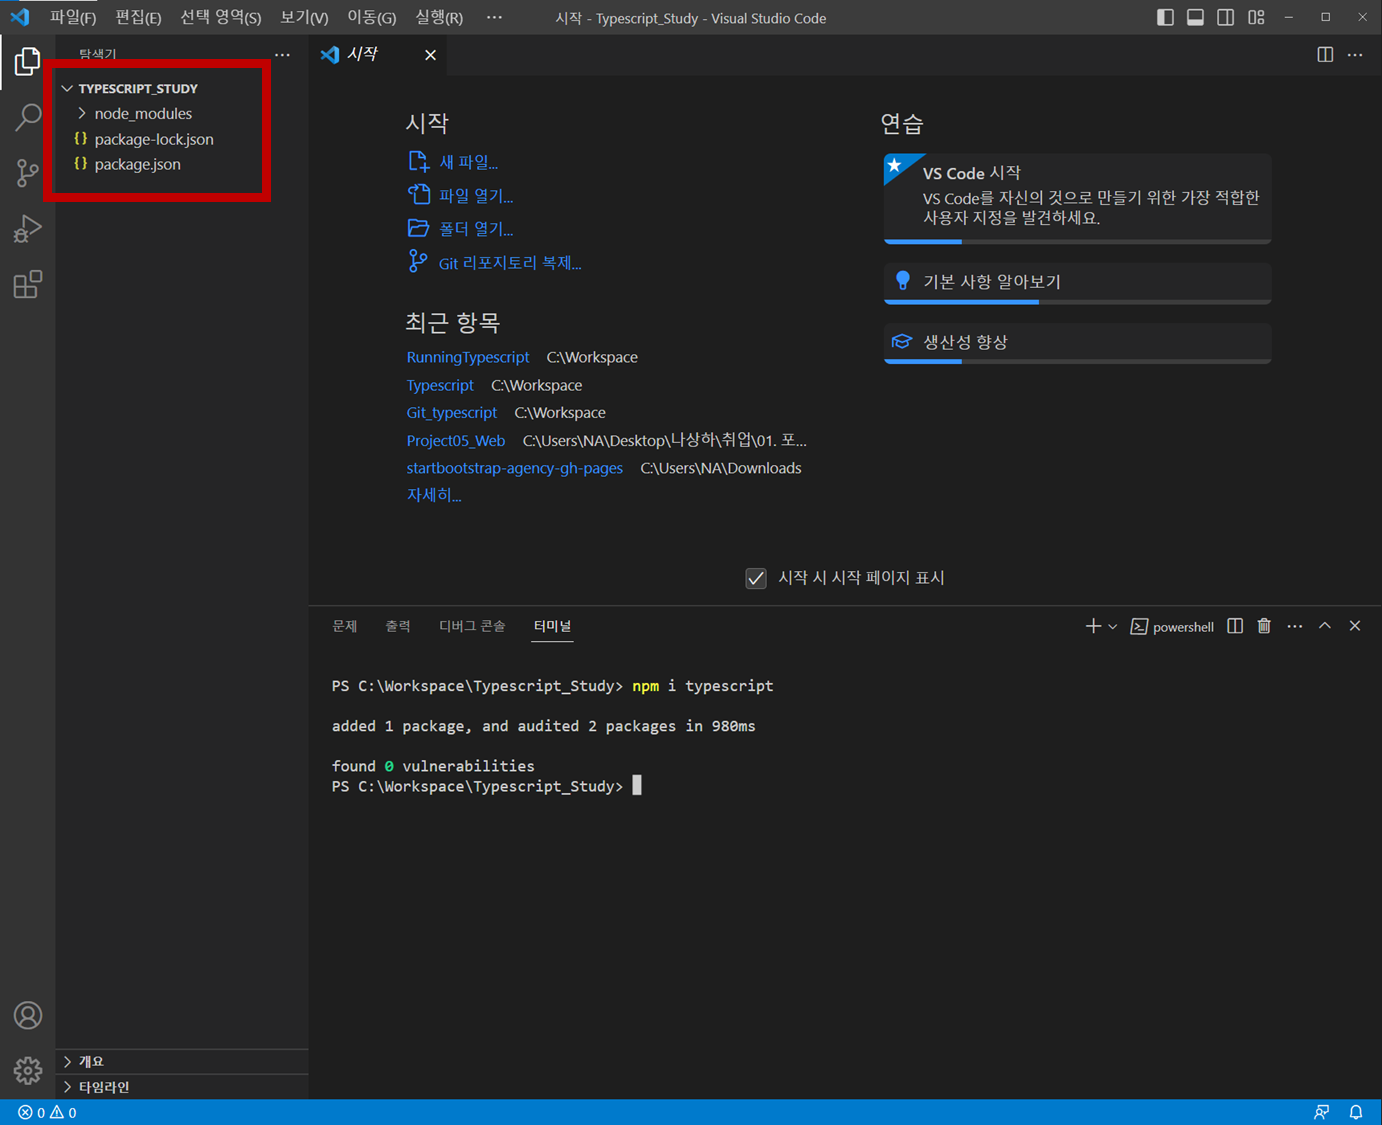 파일(F) 편집(E) 선택 영역(S) 보기(V) 이동(G) 실행(R) ··· 시작 - Typescript_Study - Visual Studio Code
탐색기 ···
TYPESCRIPT_STUDY
node_modules
{} package-lock.json
{} package.json
개요
타임라인
시작
시작
새 파일...
파일 열기...
폴더 열기...
Git 리포지토리 복제...
최근 항목
RunningTypescript C:\Workspace
Typescript C:\Workspace
Git_typescript C:\Workspace
Project05_Web C:\Users\NA\Desktop\나상하\취업\01. 포...
startbootstrap-agency-gh-pages C:\Users\NA\Downloads
자세히...
연습
VS Code 시작
VS Code를 자신의 것으로 만들기 위한 가장 적합한
사용자 지정을 발견하세요.
기본 사항 알아보기
생산성 향상
시작 시 시작 페이지 표시
문제 출력 디버그 콘솔 터미널 powershell
PS C:\Workspace\Typescript_Study> npm i typescript
added 1 package, and audited 2 packages in 980ms
found 0 vulnerabilities
PS C:\Workspace\Typescript_Study>
0 0